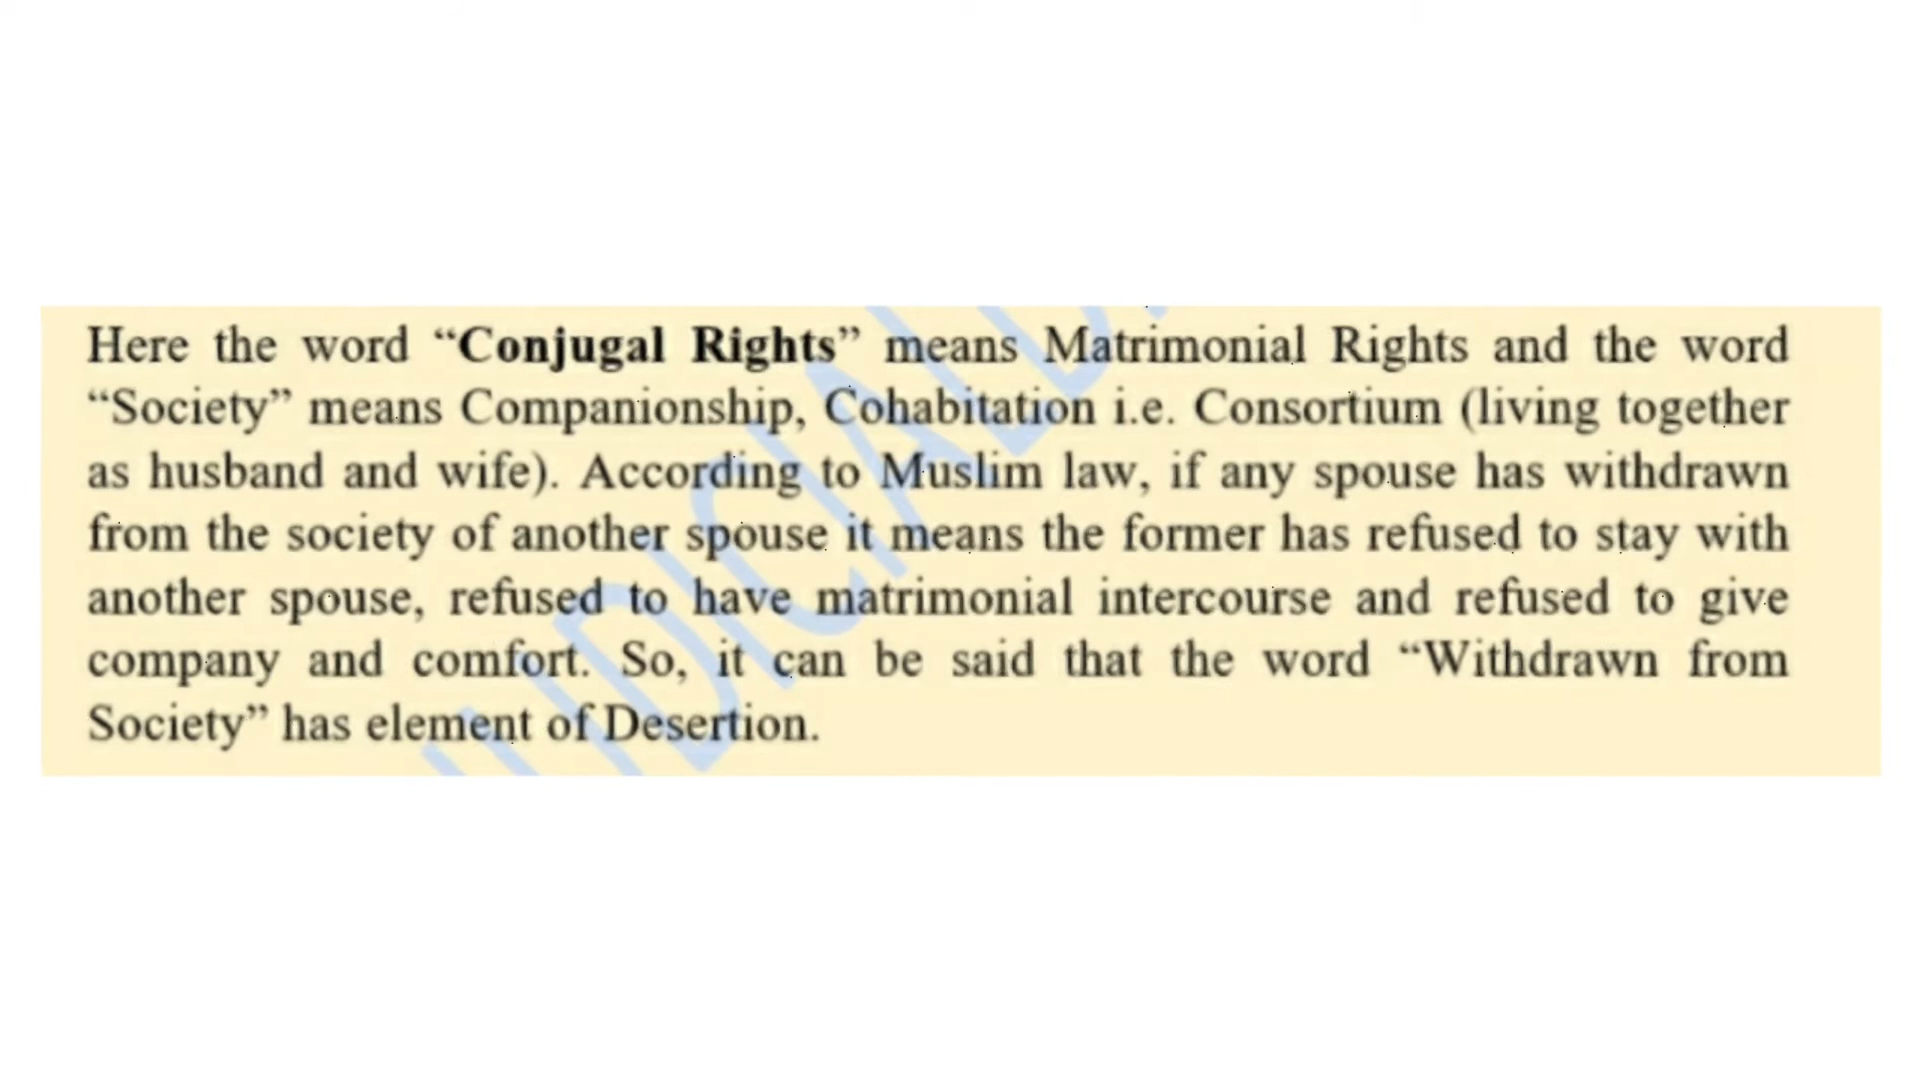 Here the word “Conjugal Rights” means Matrimonial Rights and the word
“Society” means Companionship, Cohabitation i.e. Consortium (living together
as husband and wife). According to Muslim law, if any spouse has withdrawn
from the society of another spouse it means the former has refused to stay with
another spouse, refused to have matrimonial intercourse and refused to give
company and comfort. So, it can be said that the word “Withdrawn from
Society” has element of Desertion.